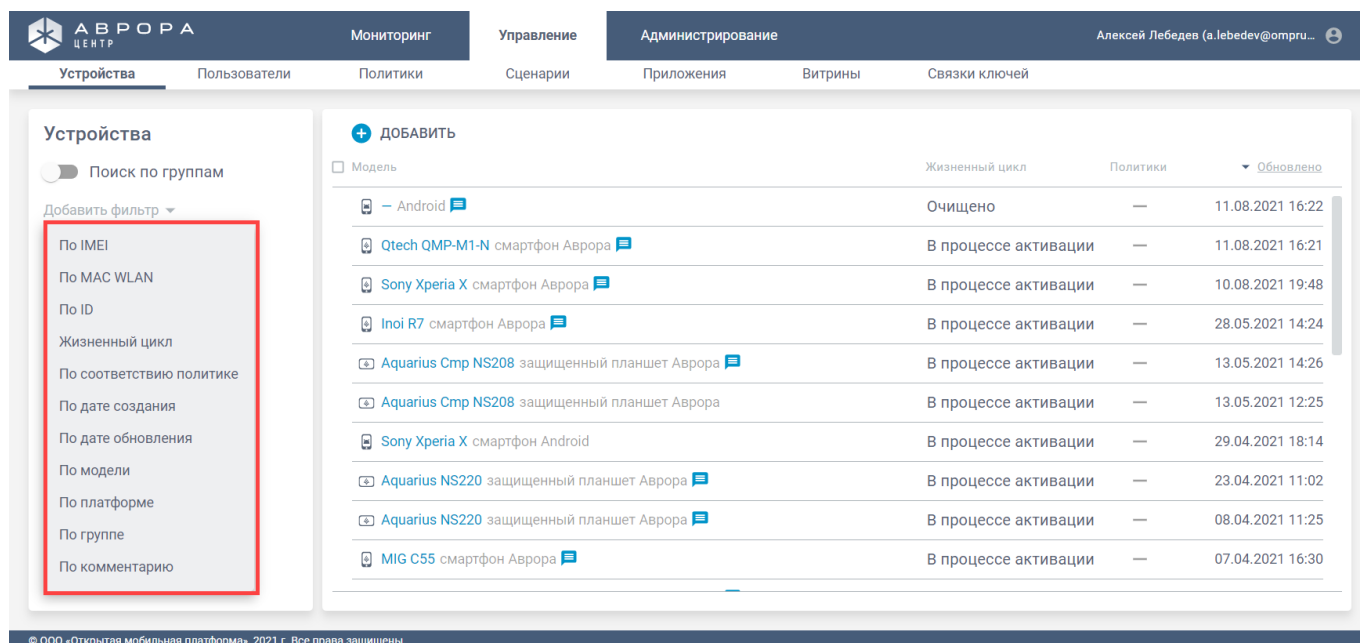 АВРОРА
ЦЕНТР
Мониторинг Управление Администрирование Алексей Лебедев (a.lebedev@ompru...
Устройства Пользователи Политики Сценарии Приложения Витрины Связки ключей
Устройства
Поиск по группам
Добавить фильтр
По IMEI
По MAC WLAN
По ID
Жизненный цикл
По соответствию политике
По дате создания
По дате обновления
По модели
По платформе
По группе
По комментарию
ДОБАВИТЬ
Модель Жизненный цикл Политики Обновлено
– Android Очищено — 11.08.2021 16:22
Qtech QMP-M1-N смартфон Аврора В процессе активации — 11.08.2021 16:21
Sony Xperia X смартфон Аврора В процессе активации — 10.08.2021 19:48
Inoi R7 смартфон Аврора В процессе активации — 28.05.2021 14:24
Aquarius Cmp NS208 защищенный планшет Аврора В процессе активации — 13.05.2021 14:26
Aquarius Cmp NS208 защищенный планшет Аврора В процессе активации — 13.05.2021 12:25
Sony Xperia X смартфон Android В процессе активации — 29.04.2021 18:14
Aquarius NS220 защищенный планшет Аврора В процессе активации — 23.04.2021 11:02
Aquarius NS220 защищенный планшет Аврора В процессе активации — 08.04.2021 11:25
MIG C55 смартфон Аврора В процессе активации — 07.04.2021 16:30
© ООО «Открытая мобильная платформа», 2021 г. Все права защищены